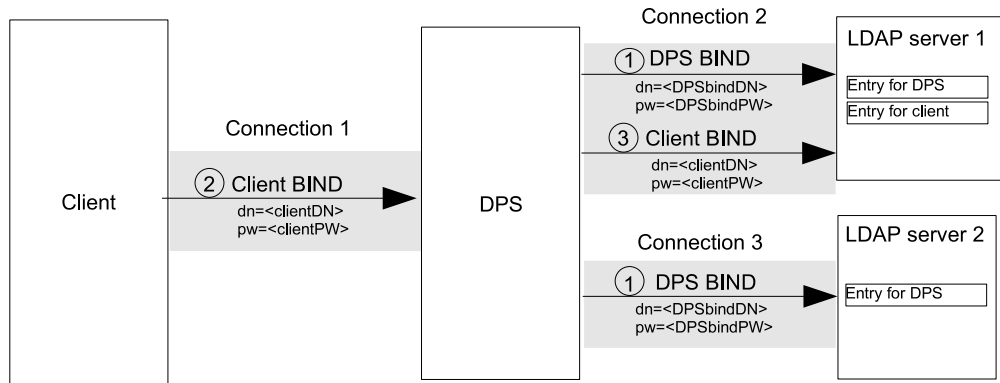 Client
Connection 1
2 Client BIND
dn=<clientDN>
pw=<clientPW>
DPS
Connection 2
1 DPS BIND
dn=<DPSbindDN>
pw=<DPSbindPW>
3 Client BIND
dn=<clientDN>
pw=<clientPW>
LDAP server 1
Entry for DPS
Entry for client
Connection 3
1 DPS BIND
dn=<DPSbindDN>
pw=<DPSbindPW>
LDAP server 2
Entry for DPS